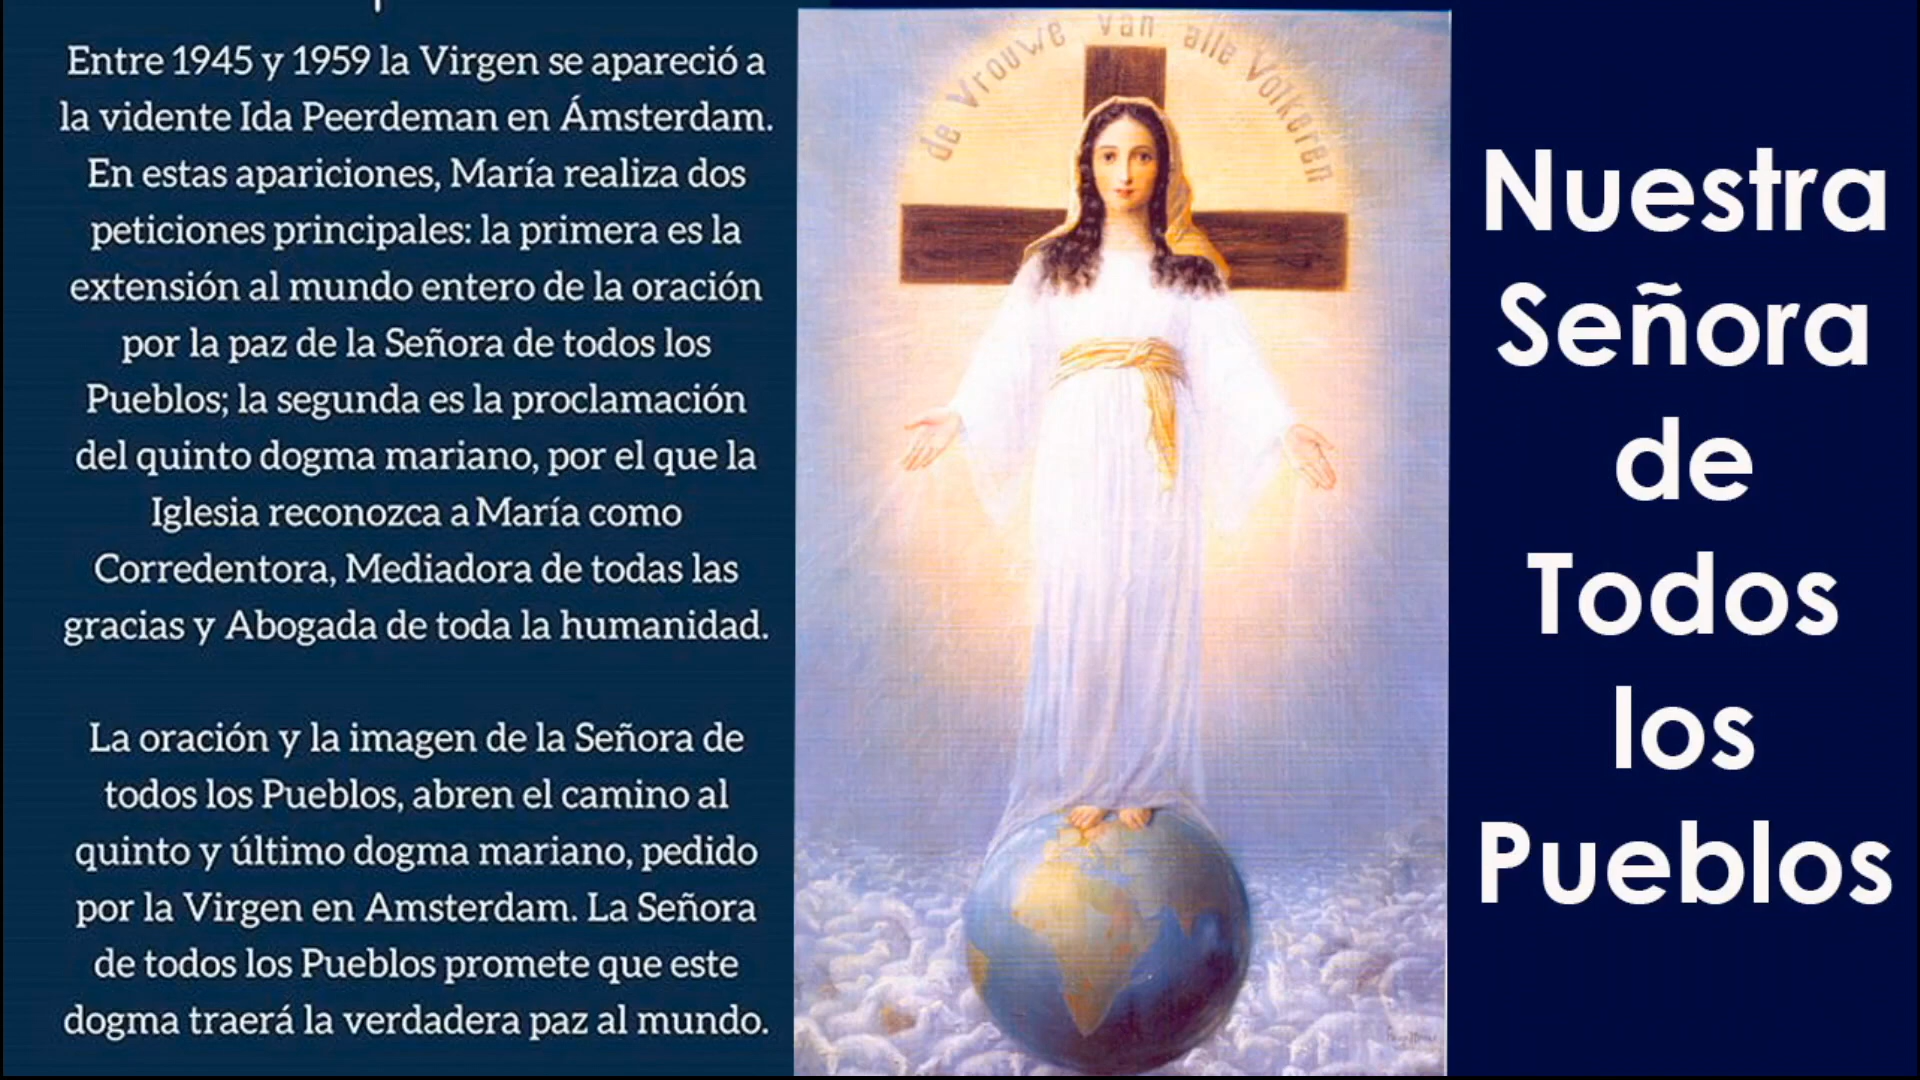 Entre 1945 y 1959 la Virgen se apareció a
la vidente Ida Peerdeman en Ámsterdam.
En estas apariciones, María realiza dos
peticiones principales: la primera es la
extensión al mundo entero de la oración
por la paz de la Señora de todos los
Pueblos; la segunda es la proclamación
del quinto dogma mariano, por el que la
Iglesia reconozca a María como
Corredentora, Mediadora de todas las
gracias y Abogada de toda la humanidad.
La oración y la imagen de la Señora de
todos los Pueblos, abren el camino al
quinto y último dogma mariano, pedido
por la Virgen en Amsterdam. La Señora
de todos los Pueblos promete que este
dogma traerá la verdadera paz al mundo.
de Vrouwe van alle Volkeren
Nuestra
Señora
de
Todos
los
Pueblos